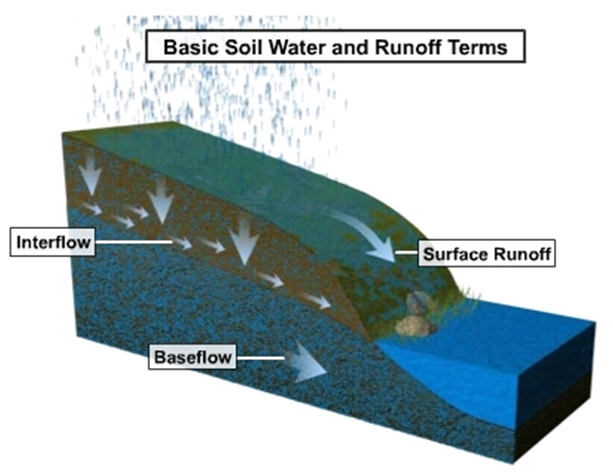 Basic Soil Water and Runoff Terms
Interflow
Surface Runoff
Baseflow